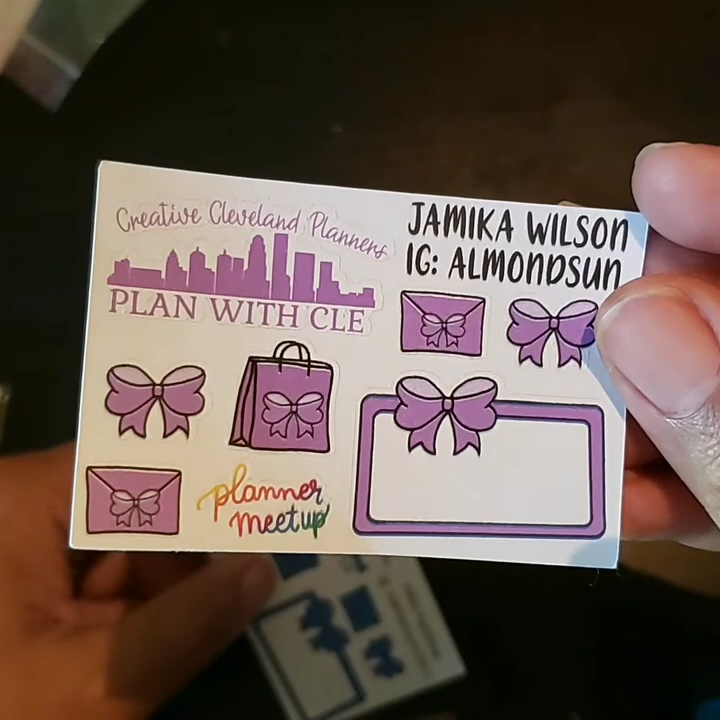 Creative Cleveland Planners
PLAN WITH CLE
JAMIKA WILSON
IG: ALMONDSUN
planner
meetup